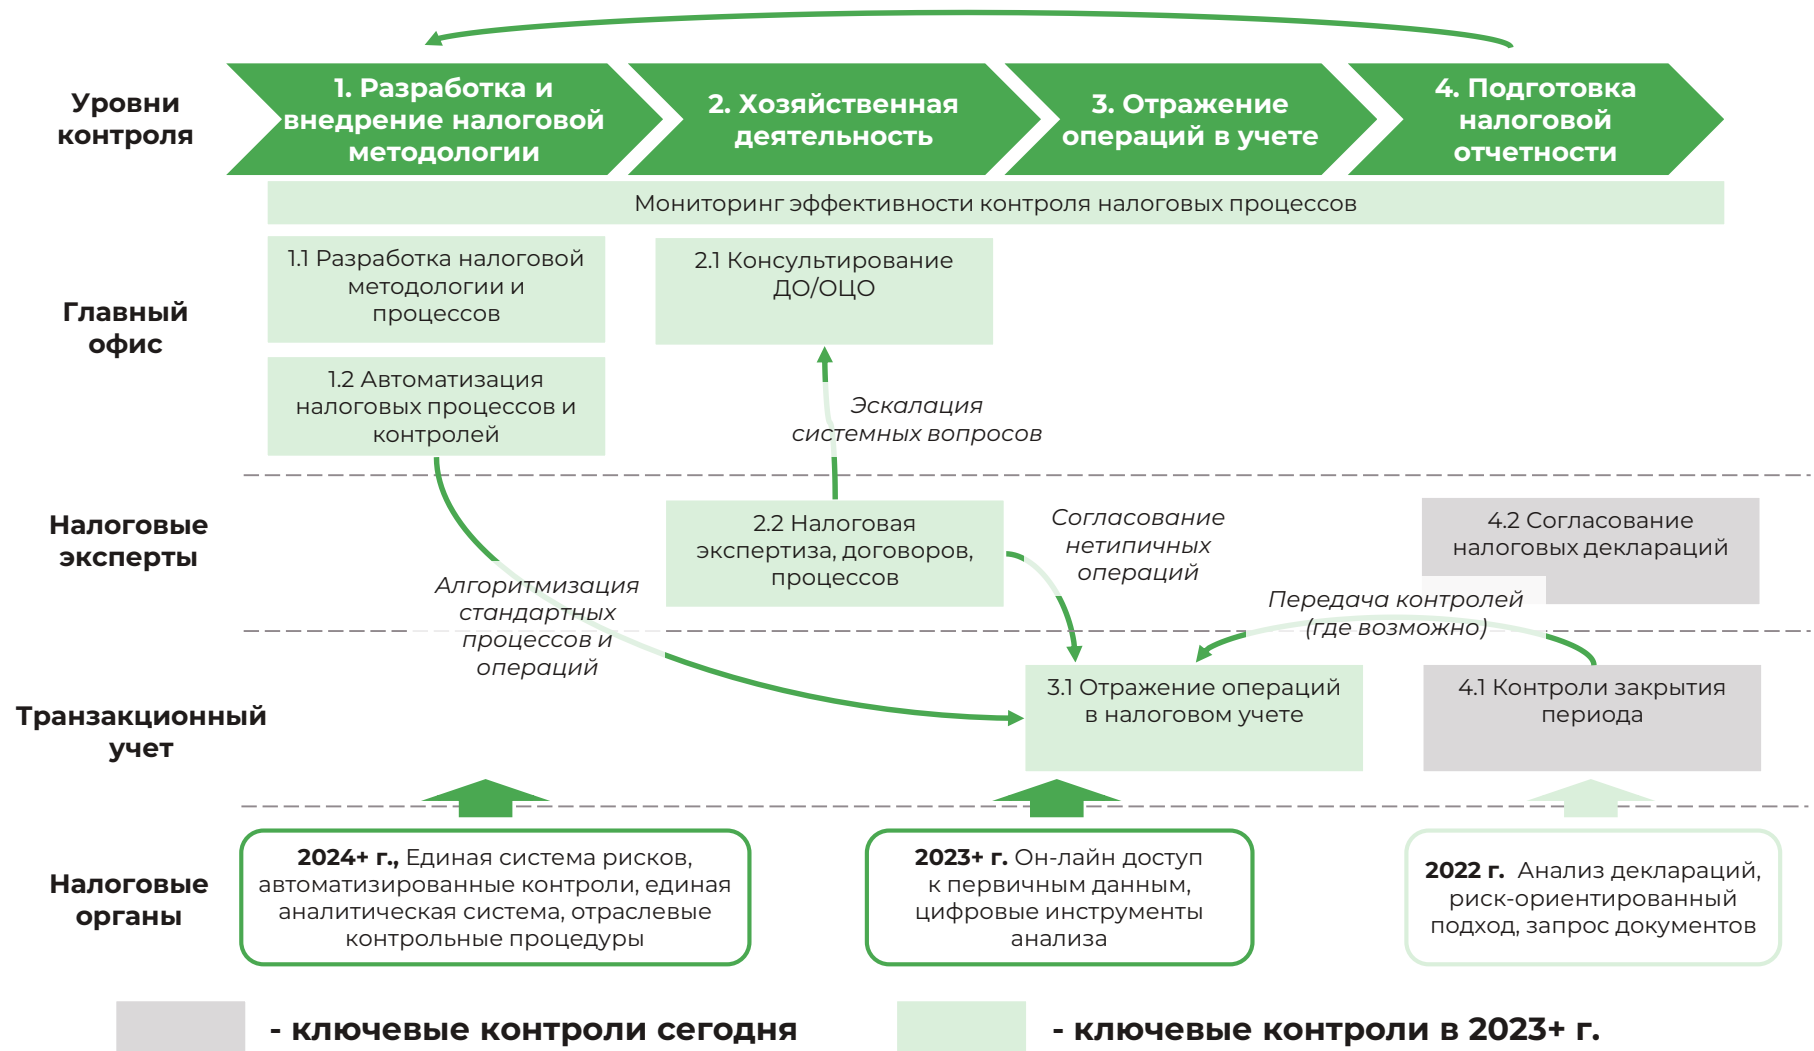 Уровни
контроля
1. Разработка и
внедрение налоговой
методологии
2. Хозяйственная
деятельность
3. Отражение
операций в учете
4. Подготовка
налоговой
отчетности
Мониторинг эффективности контроля налоговых процессов
Главный
офис
1.1 Разработка налоговой
методологии и
процессов
2.1 Консультирование
ДО/ОЦО
1.2 Автоматизация
налоговых процессов и
контролей
Эскалация
системных вопросов
Налоговые
эксперты
2.2 Налоговая
экспертиза, договоров,
процессов
Согласование
нетипичных
операций
4.2 Согласование
налоговых деклараций
Алгоритмизация
стандартных
процессов и
операций
Передача контролей
(где возможно)
Транзакционный
учет
3.1 Отражение операций
в налоговом учете
4.1 Контроли закрытия
периода
Налоговые
органы
2024+ г., Единая система рисков,
автоматизированные контроли, единая
аналитическая система, отраслевые
контрольные процедуры
2023+ г. Он-лайн доступ
к первичным данным,
цифровые инструменты
анализа
2022 г. Анализ деклараций,
риск-ориентированный
подход, запрос документов
- ключевые контроли сегодня
- ключевые контроли в 2023+ г.